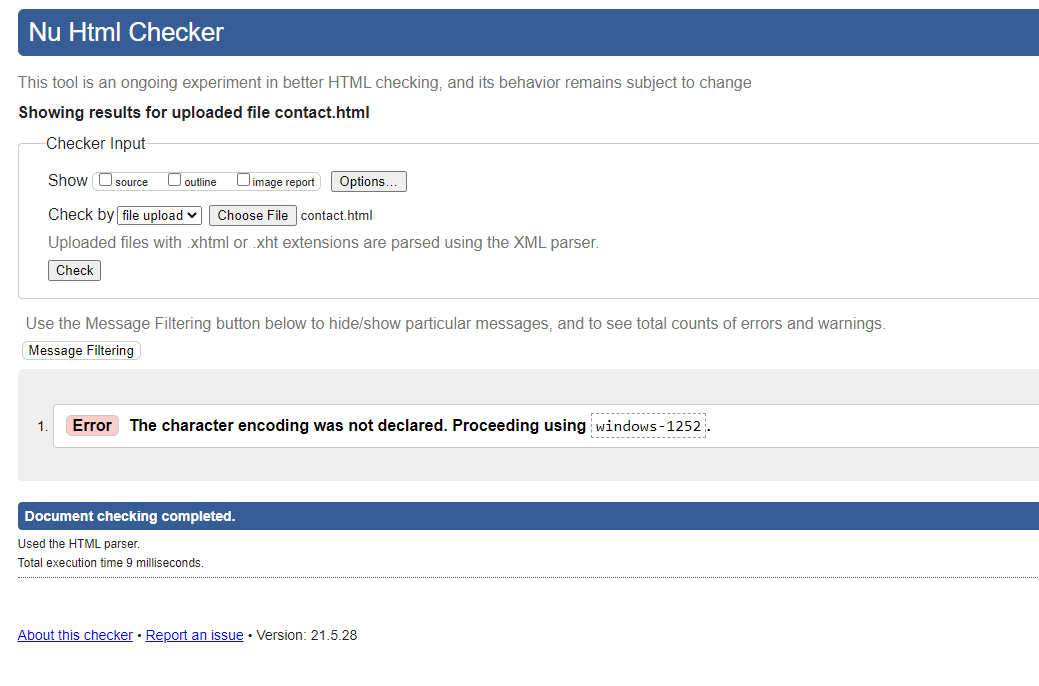 Nu Html Checker
This tool is an ongoing experiment in better HTML checking, and its behavior remains subject to change
Showing results for uploaded file contact.html
Checker Input
Show source outline image report Options...
Check by file upload Choose File contact.html
Uploaded files with .xhtml or .xht extensions are parsed using the XML parser.
Check
Use the Message Filtering button below to hide/show particular messages, and to see total counts of errors and warnings.
Message Filtering
1. Error The character encoding was not declared. Proceeding using windows-1252.
Document checking completed.
Used the HTML parser.
Total execution time 9 milliseconds.
About this checker • Report an issue • Version: 21.5.28